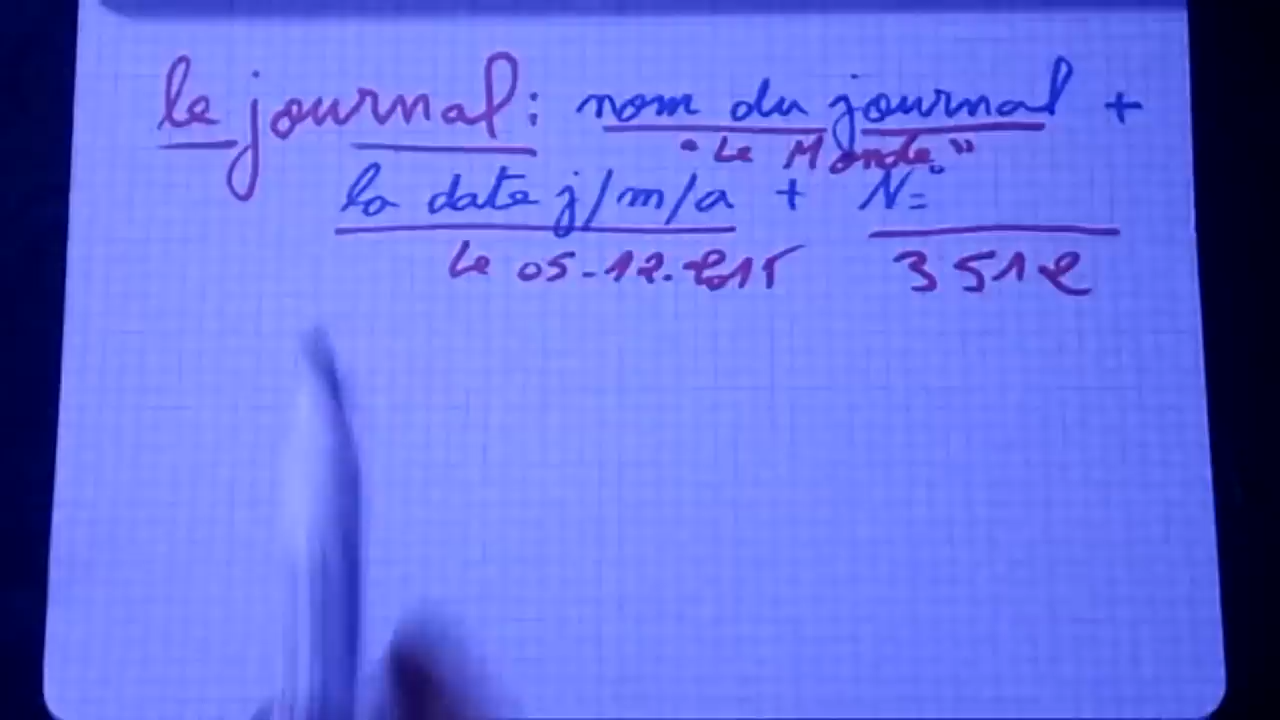 le journal : nom du journal +
"Le Monde"
la date j/m/a + N°=
Le 05-12-2015 3512